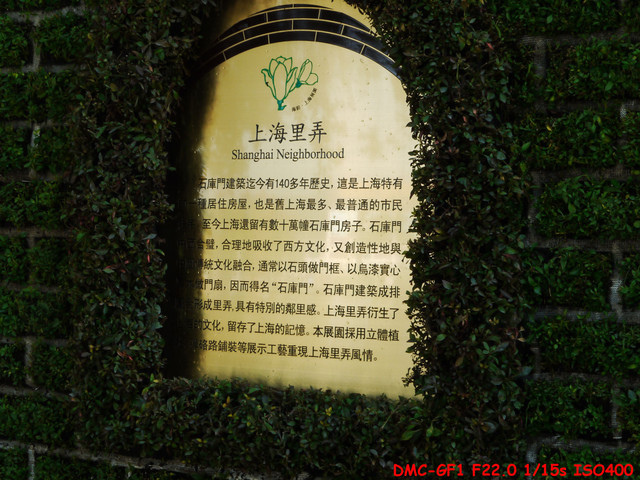 上海里弄
Shanghai Neighborhood
石庫門建築迄今有140多年歷史，這是上海特有
種居住房屋，也是舊上海最多、最普通的市民
至今上海還留有數十萬幢石庫門房子。石庫門
合璧，合理地吸收了西方文化，又創造性地與
傳統文化融合，通常以石頭做門框、以烏漆實心
做門扇，因而得名“石庫門”。石庫門建築成排
形成里弄，具有特別的鄰里感。上海里弄衍生了
的文化，留存了上海的記憶。本展園採用立體植
格路鋪裝等展示工藝重現上海里弄風情。
DMC-GF1 F22.0 1/15s ISO400